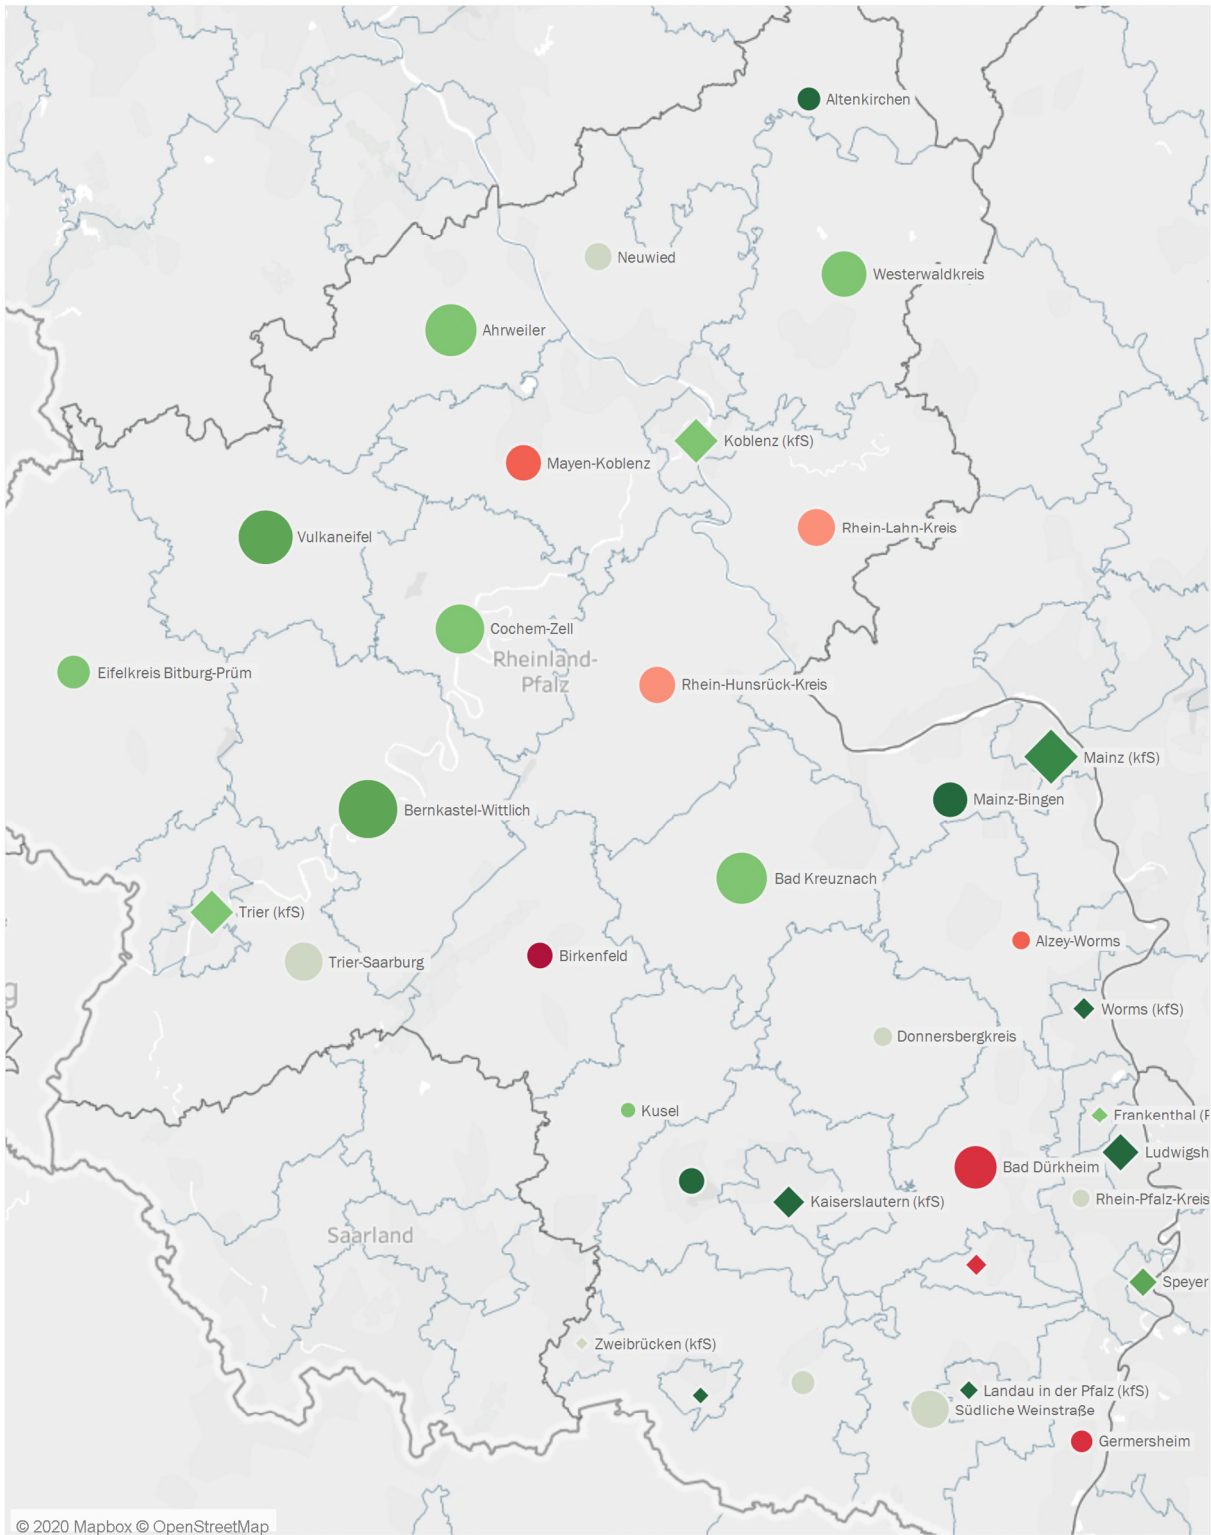 Altenkirchen
Neuwied
Westerwaldkreis
Ahrweiler
Koblenz (kfS)
Mayen-Koblenz
Rhein-Lahn-Kreis
Vulkaneifel
Cochem-Zell
Rheinland-
Pfalz
Eifelkreis Bitburg-Prüm
Rhein-Hunsrück-Kreis
Mainz (kfS)
Mainz-Bingen
Bernkastel-Wittlich
Bad Kreuznach
Trier (kfS)
Alzey-Worms
Birkenfeld
Trier-Saarburg
g
Worms (kfS)
Donnersbergkreis
Kusel
Frankenthal (P
Ludwigsh
Bad Dürkheim
Rhein-Pfalz-Kreis
Kaiserslautern (kfS)
Saarland
Speyer
Zweibrücken (kfS)
Landau in der Pfalz (kfS)
Südliche Weinstraße
Germersheim
© 2020 Mapbox © OpenStreetMap